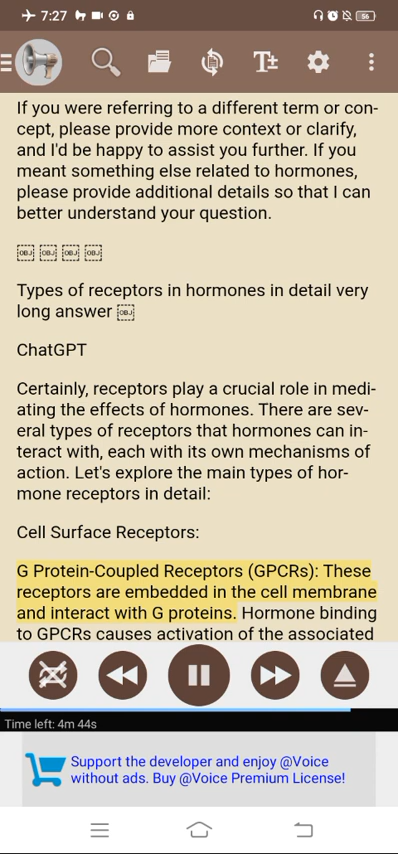 7:27
56
T±
If you were referring to a different term or con-
cept, please provide more context or clarify,
and I'd be happy to assist you further. If you
meant something else related to hormones,
please provide additional details so that I can
better understand your question.
OBJ OBJ OBJ OBJ
Types of receptors in hormones in detail very
long answer OBJ
ChatGPT
Certainly, receptors play a crucial role in medi-
ating the effects of hormones. There are sev-
eral types of receptors that hormones can in-
teract with, each with its own mechanisms of
action. Let's explore the main types of hor-
mone receptors in detail:
Cell Surface Receptors:
G Protein-Coupled Receptors (GPCRs): These
receptors are embedded in the cell membrane
and interact with G proteins. Hormone binding
to GPCRs causes activation of the associated
Time left: 4m 44s
Support the developer and enjoy @Voice
without ads. Buy @Voice Premium License!